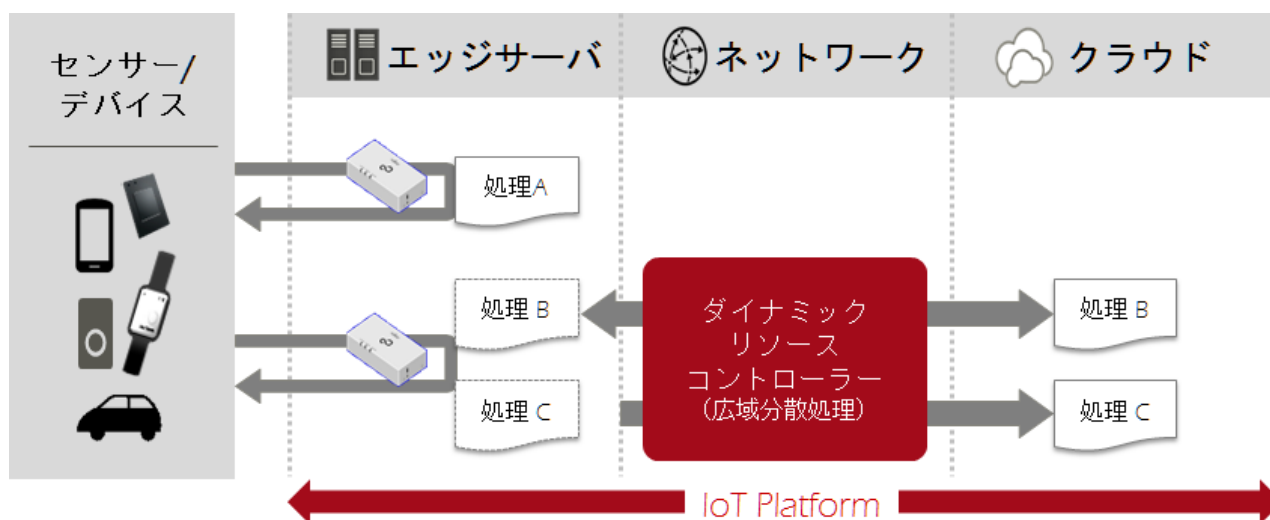 センサー/
デバイス
エッジサーバ
ネットワーク
クラウド
処理A
処理 B
処理 C
ダイナミック
リソース
コントローラー
(広域分散処理)
処理 B
処理 C
IoT Platform